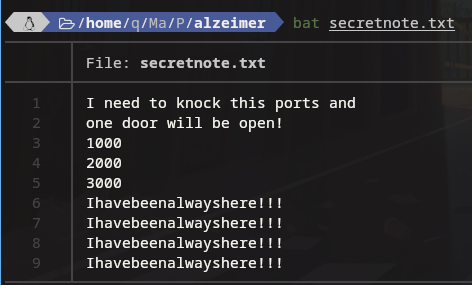 /home/q/Ma/P/alzeimer bat secretnote.txt
File: secretnote.txt
1 I need to knock this ports and
2 one door will be open!
3 1000
4 2000
5 3000
6 Ihavebeenalwayshere!!!
7 Ihavebeenalwayshere!!!
8 Ihavebeenalwayshere!!!
9 Ihavebeenalwayshere!!!